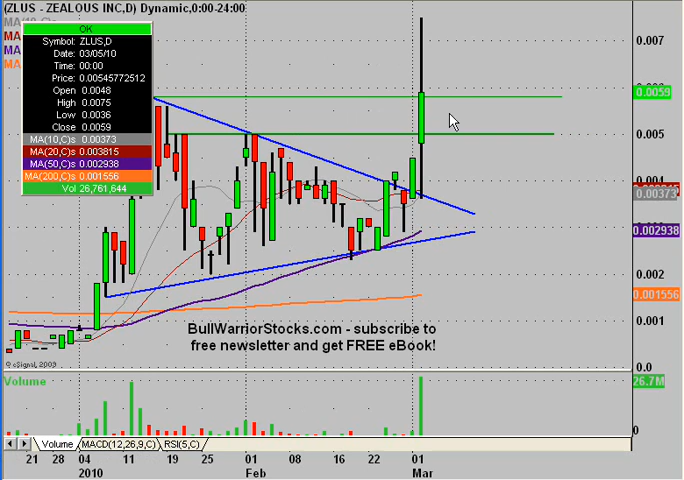 (ZLUS - ZEALOUS INC,D) Dynamic,0:00-24:00
OK
Symbol: ZLUS,D
Date: 03/05/10
Time: 00:00
Price: 0.00545772512
Open 0.0048
High 0.0075
Low 0.0036
Close 0.0059
MA(10,C)s 0.00373
MA(20,C)s 0.003815
MA(50,C)s 0.002938
MA(200,C)s 0.001556
Vol 26,761,644
0.007
0.0059
0.005
0.004
0.00373
0.002938
0.002
0.001556
0.001
0.0
BullWarriorStocks.com - subscribe to
free newsletter and get FREE eBook!
© eSignal, 2009
Volume
26.7M
0
Volume MACD(12,26,9,C) RSI(5,C)
21 28 04 11 19 25 01 08 16 22 01
2010 Feb Mar